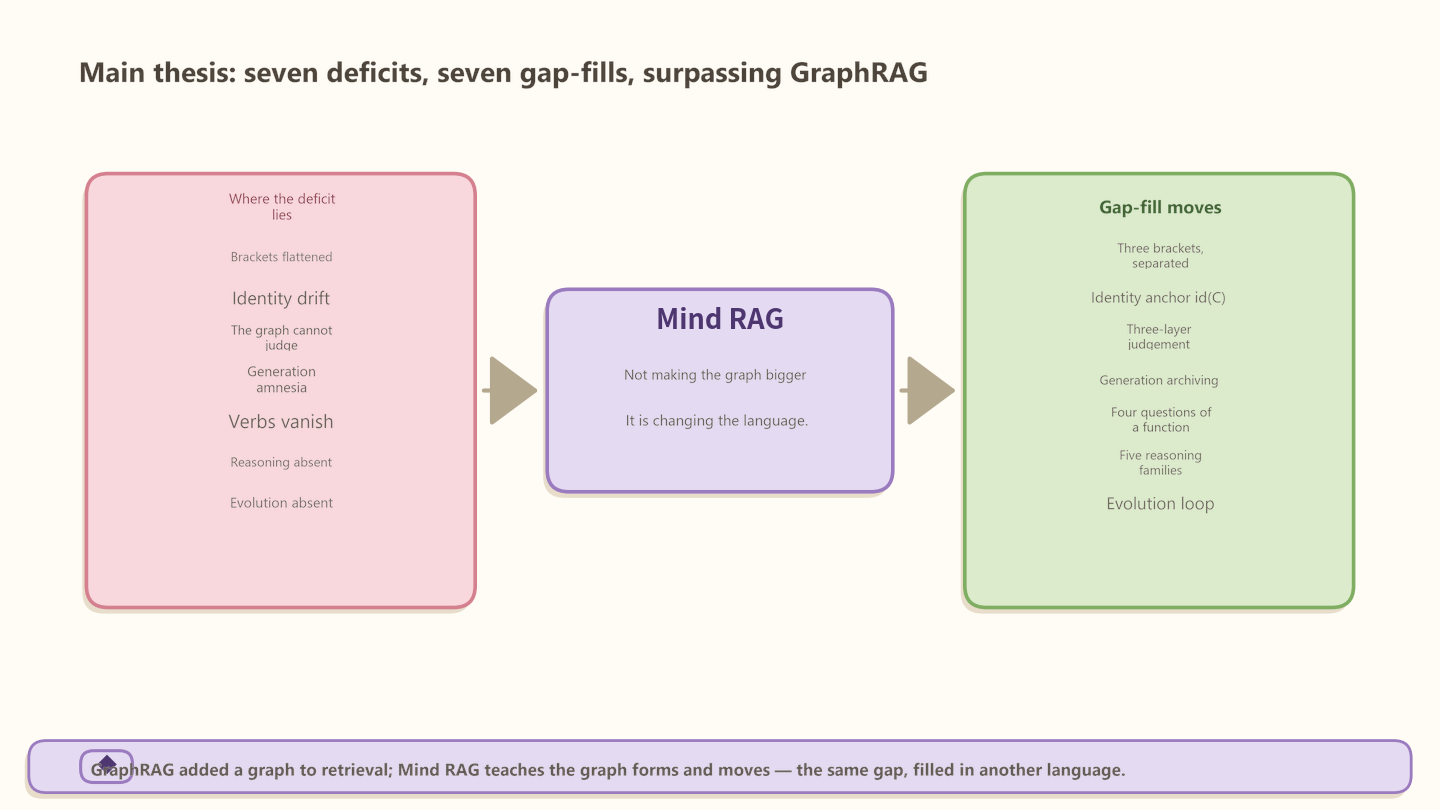 Main thesis: seven deficits, seven gap-fills, surpassing GraphRAG
Where the deficit
lies
Brackets flattened
Identity drift
The graph cannot
judge
Generation
amnesia
Verbs vanish
Reasoning absent
Evolution absent
Mind RAG
Not making the graph bigger
It is changing the language.
Gap-fill moves
Three brackets,
separated
Identity anchor id(C)
Three-layer
judgement
Generation archiving
Four questions of
a function
Five reasoning
families
Evolution loop
GraphRAG added a graph to retrieval; Mind RAG teaches the graph forms and moves — the same gap, filled in another language.